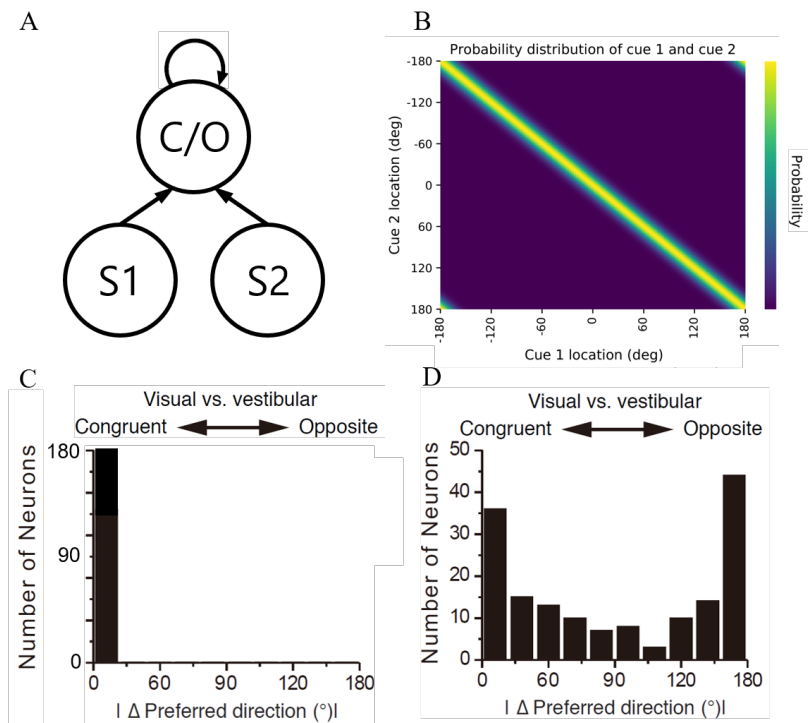 A
C/O
S1
S2
B
Probability distribution of cue 1 and cue 2
-180
-120
-60
0
60
120
180
Cue 2 location (deg)
-180
-120
-60
0
60
120
180
Cue 1 location (deg)
Probability
C
Visual vs. vestibular
Congruent
Opposite
180
90
0
Number of Neurons
0
60
90
120
180
I Δ Preferred direction (°)I
D
Visual vs. vestibular
Congruent
Opposite
50
40
30
20
10
0
Number of Neurons
0
60
90
120
180
I Δ Preferred direction (°)I